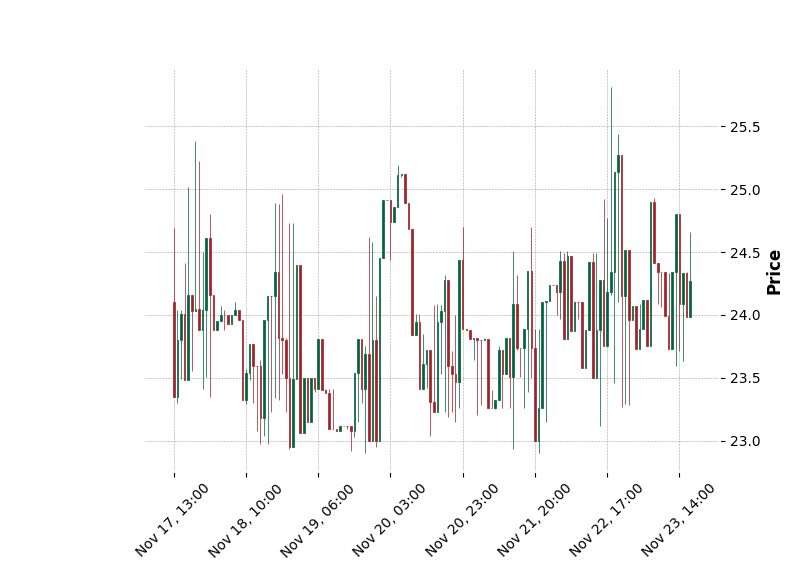 25.5
25.0
24.5
24.0
23.5
23.0
Price
Nov 17, 13:00
Nov 18, 10:00
Nov 19, 06:00
Nov 20, 03:00
Nov 20, 23:00
Nov 21, 20:00
Nov 22, 17:00
Nov 23, 14:00